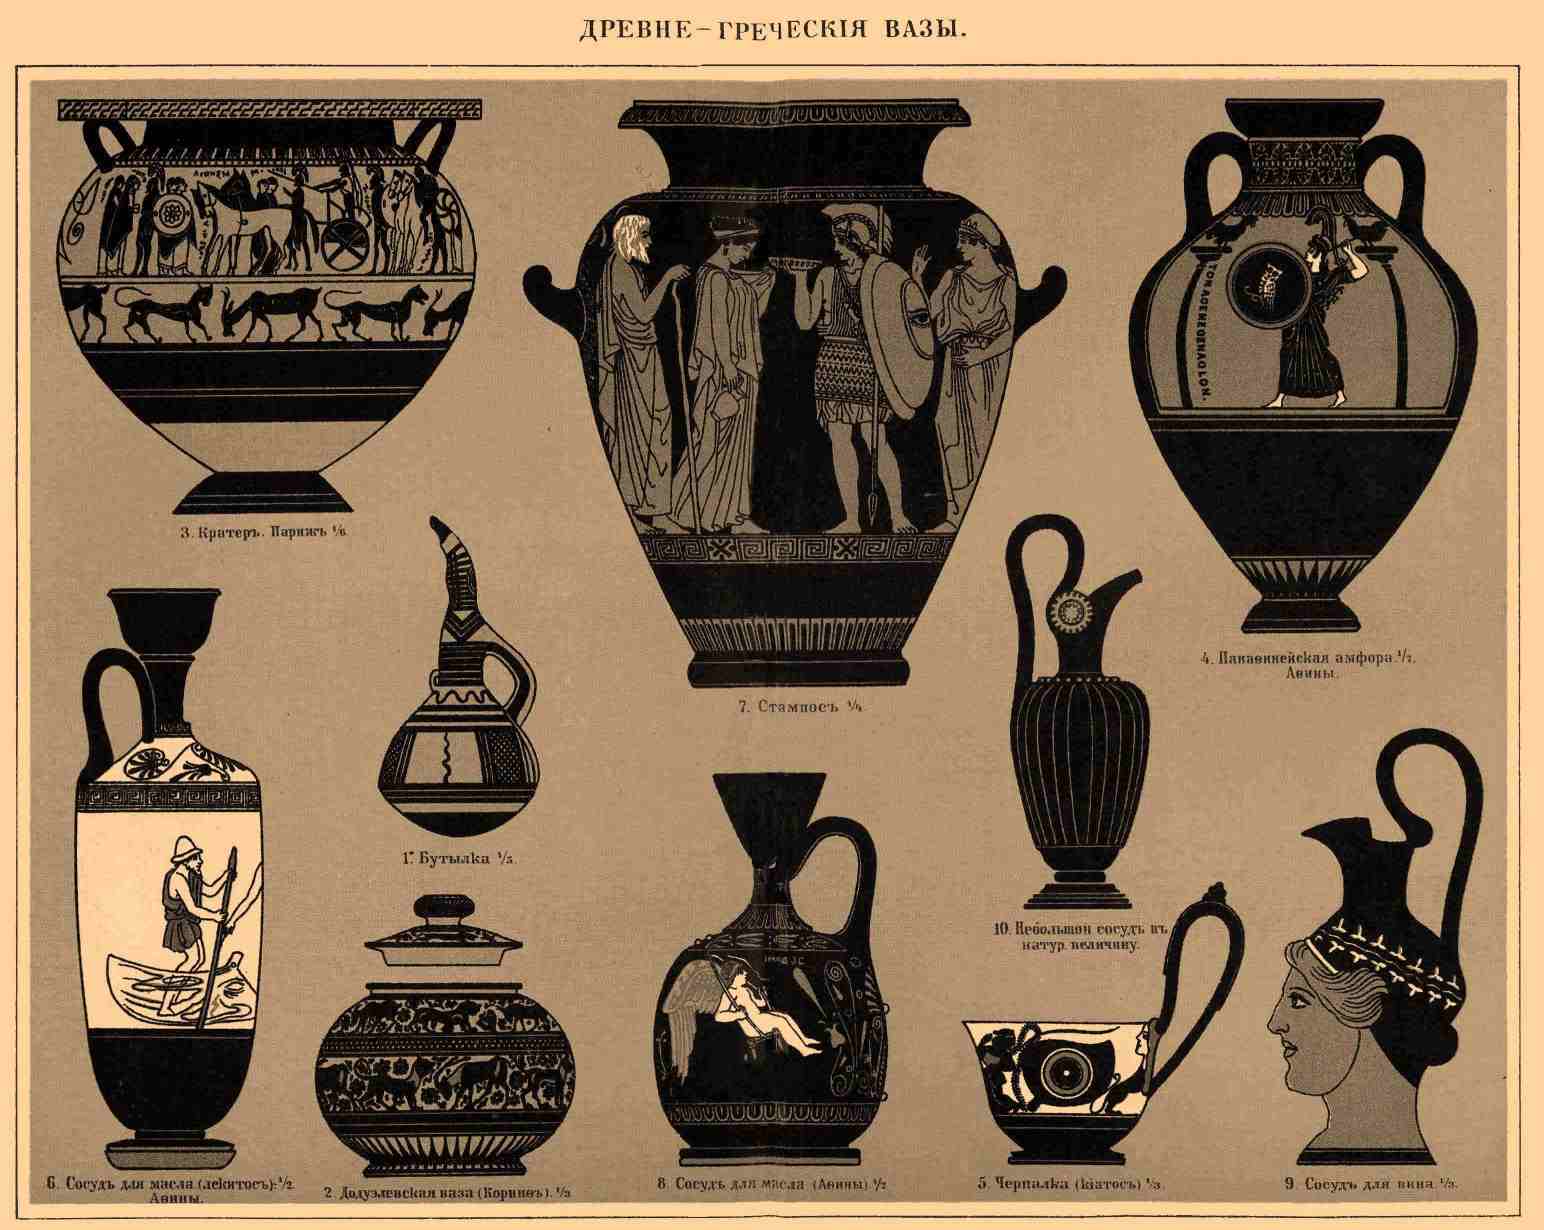 ДРЕВНЕ-ГРЕЧЕСКІЯ ВАЗЫ.
3. Кратеръ. Парижъ 1/6.
7. Стамносъ 1/4
4. Панаѳинейская амфора. 1/7.
Аѳины.
1. Бутылка 1/5.
10. Небольшой сосудъ въ
натур. величину.
6. Сосудъ для масла (лекитосъ): 1/2.
Аѳины.
2. Додуэлевская ваза (Коринѳъ). 1/3
8. Сосудъ для масла (Аѳины) 1/2
5. Черпалка (kіатосъ) 1/3.
9. Сосудъ для вина. 1/3.